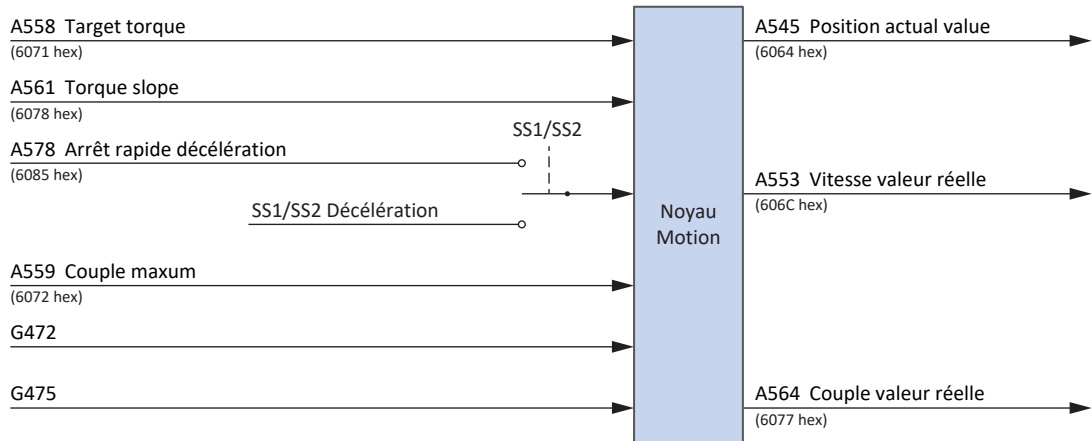 A558 Target torque
(6071 hex)
A561 Torque slope
(6078 hex)
A578 Arrêt rapide décélération
(6085 hex)
SS1/SS2
SS1/SS2 Décélération
A559 Couple maxum
(6072 hex)
G472
G475
Noyau
Motion
A545 Position actual value
(6064 hex)
A553 Vitesse valeur réelle
(606C hex)
A564 Couple valeur réelle
(6077 hex)